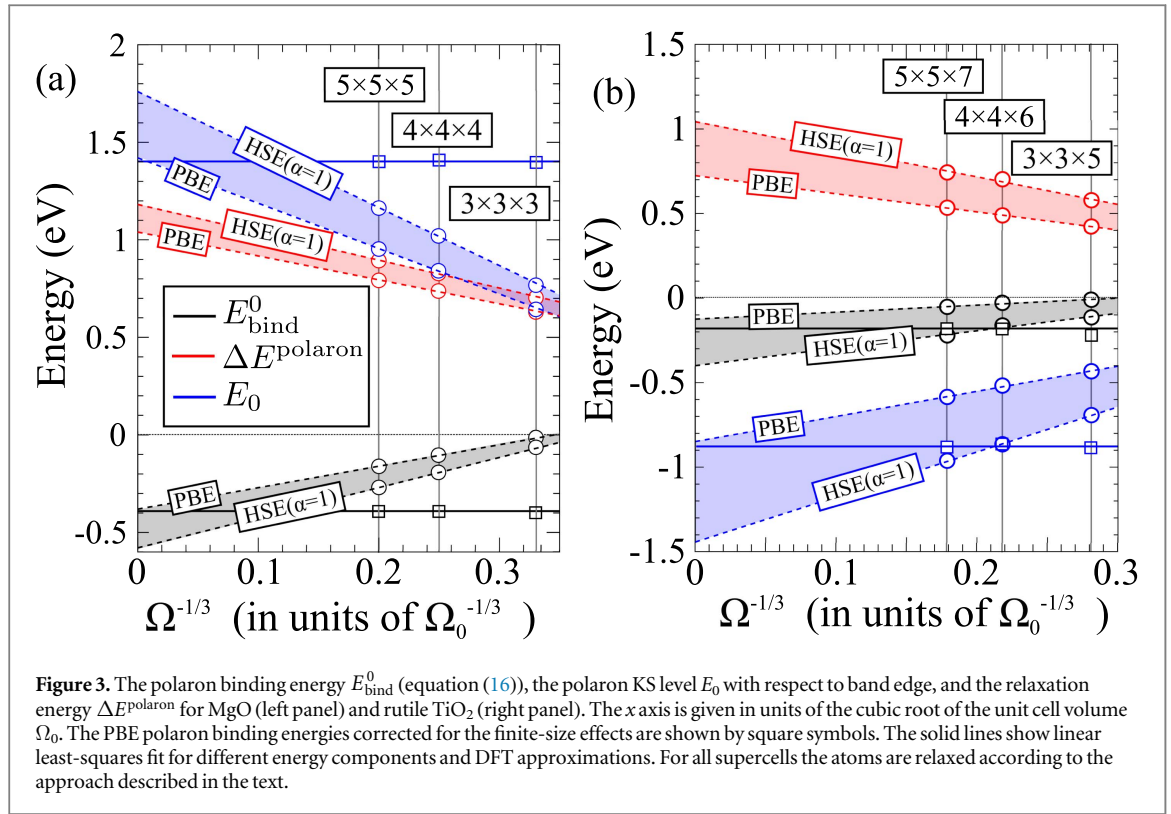 (a)
2
1.5
1
0.5
0
-0.5
Energy (eV)
5×5×5
4×4×4
3×3×3
HSE(α=1)
PBE
HSE(α=1)
PBE
E⁰bind
ΔE^polaron
E₀
PBE
HSE(α=1)
0 0.1 0.2 0.3
Ω^-1/3 (in units of Ω₀^-1/3 )
(b)
1.5
1
0.5
0
-0.5
-1
-1.5
Energy (eV)
5×5×7
4×4×6
3×3×5
HSE(α=1)
PBE
PBE
HSE(α=1)
PBE
HSE(α=1)
0 0.1 0.2 0.3
Ω^-1/3 (in units of Ω₀^-1/3 )
Figure 3. The polaron binding energy E⁰bind (equation (16)), the polaron KS level E₀ with respect to band edge, and the relaxation
energy ΔE^polaron for MgO (left panel) and rutile TiO₂ (right panel). The x axis is given in units of the cubic root of the unit cell volume
Ω₀. The PBE polaron binding energies corrected for the finite-size effects are shown by square symbols. The solid lines show linear
least-squares fit for different energy components and DFT approximations. For all supercells the atoms are relaxed according to the
approach described in the text.